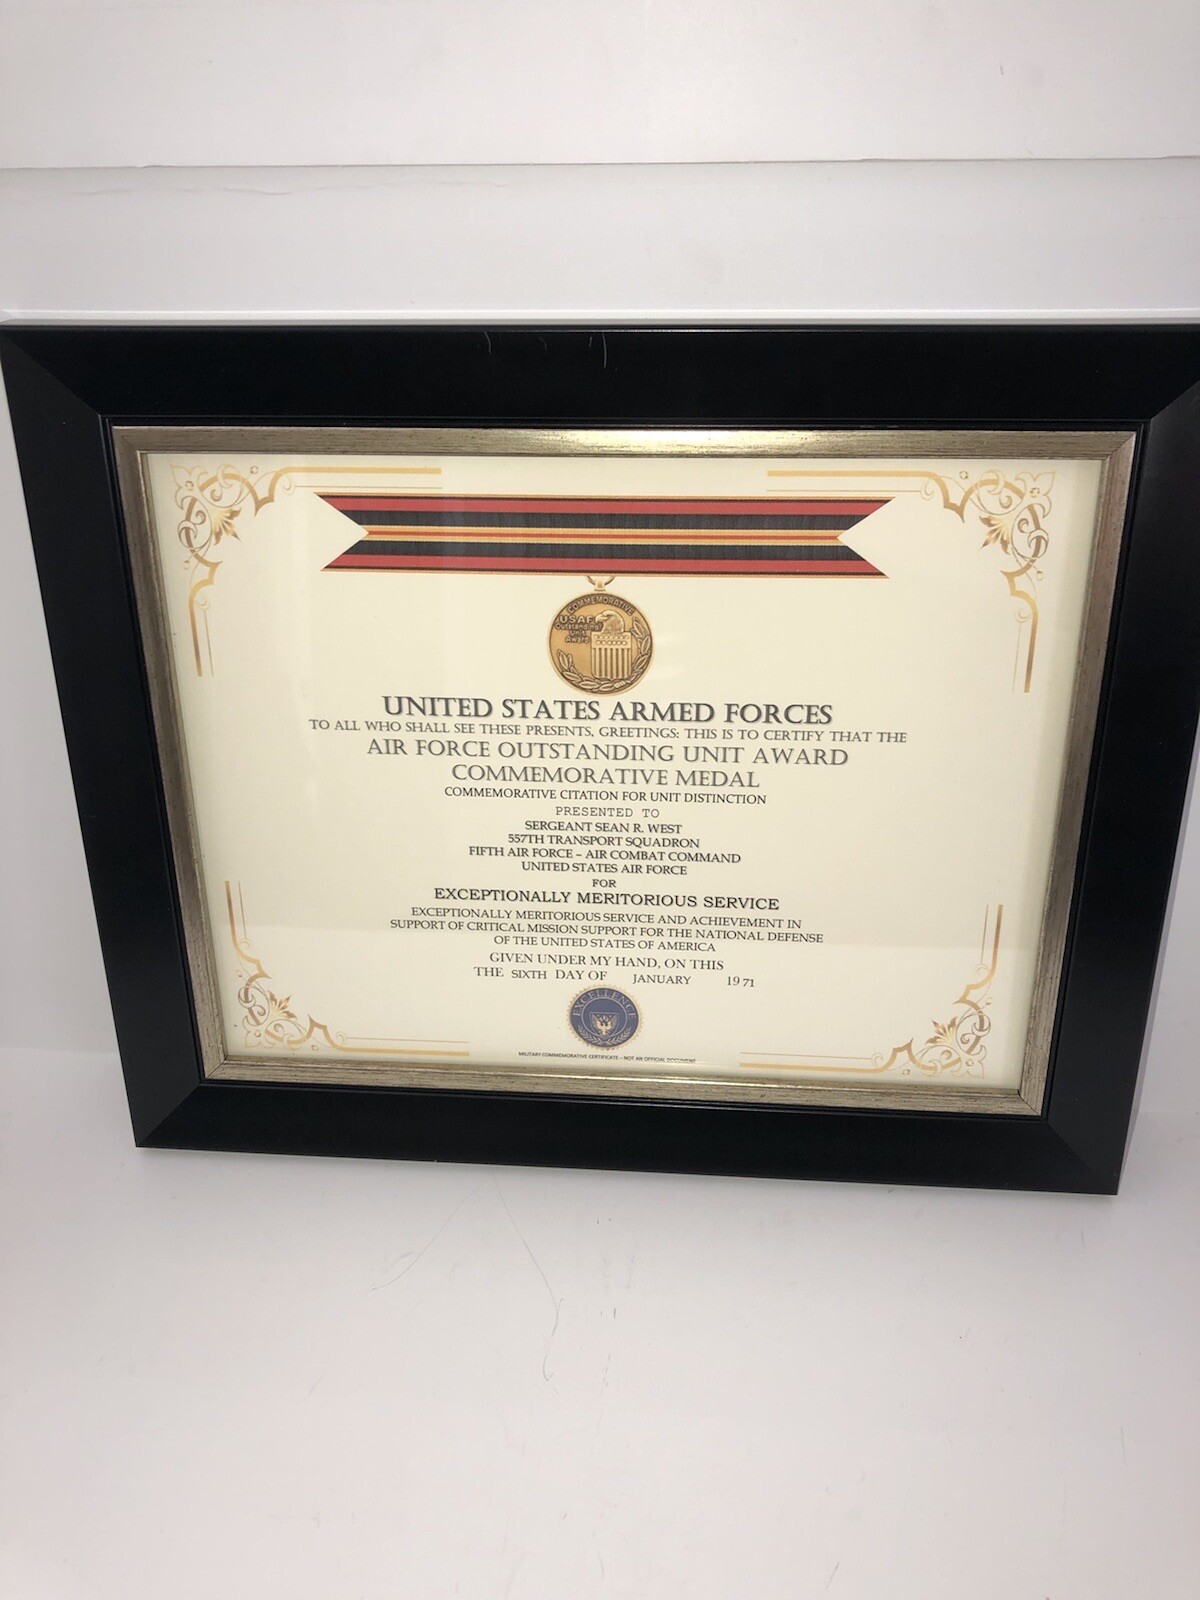 COMMEMORATIVE
USAF
Outstanding
Unit
Award
UNITED STATES ARMED FORCES
TO ALL WHO SHALL SEE THESE PRESENTS, GREETINGS: THIS IS TO CERTIFY THAT THE
AIR FORCE OUTSTANDING UNIT AWARD
COMMEMORATIVE MEDAL
COMMEMORATIVE CITATION FOR UNIT DISTINCTION
PRESENTED TO
SERGEANT SEAN R. WEST
557TH TRANSPORT SQUADRON
FIFTH AIR FORCE – AIR COMBAT COMMAND
UNITED STATES AIR FORCE
FOR
EXCEPTIONALLY MERITORIOUS SERVICE
EXCEPTIONALLY MERITORIOUS SERVICE AND ACHIEVEMENT IN
SUPPORT OF CRITICAL MISSION SUPPORT FOR THE NATIONAL DEFENSE
OF THE UNITED STATES OF AMERICA
GIVEN UNDER MY HAND, ON THIS
THE SIXTH DAY OF JANUARY 1971
EXCELLENCE
MILITARY COMMEMORATIVE CERTIFICATE – NOT AN OFFICIAL DOCUMENT